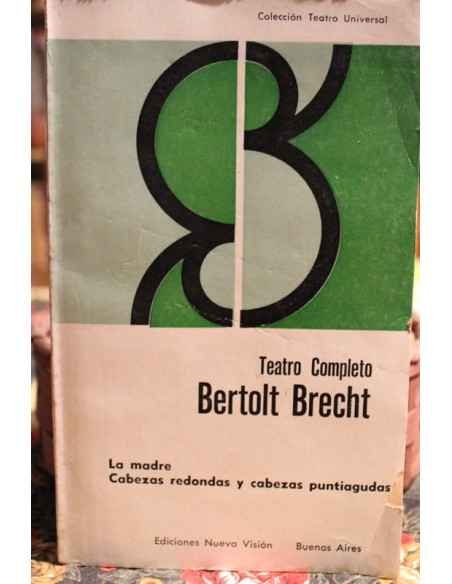 Colección Teatro Universal
Teatro Completo
Bertolt Brecht
La madre
Cabezas redondas y cabezas puntiagudas
Ediciones Nueva Visión Buenos Aires